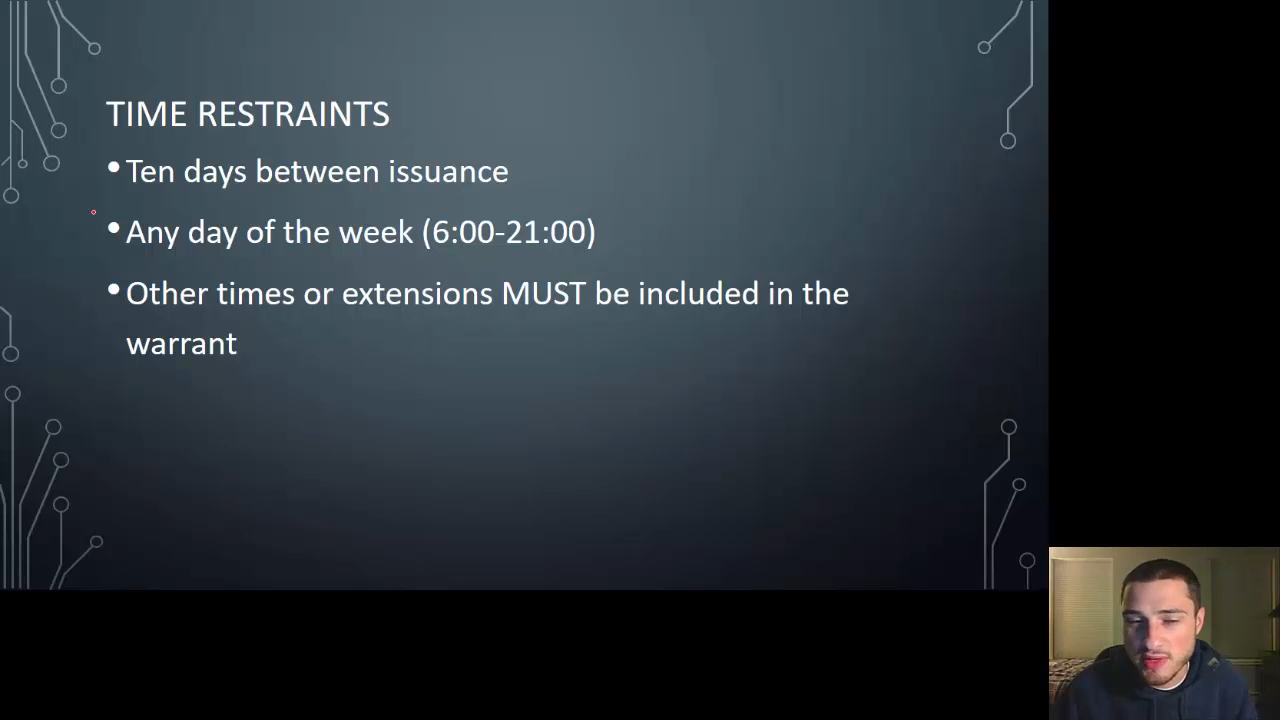 TIME RESTRAINTS
• Ten days between issuance
• Any day of the week (6:00-21:00)
• Other times or extensions MUST be included in the
warrant